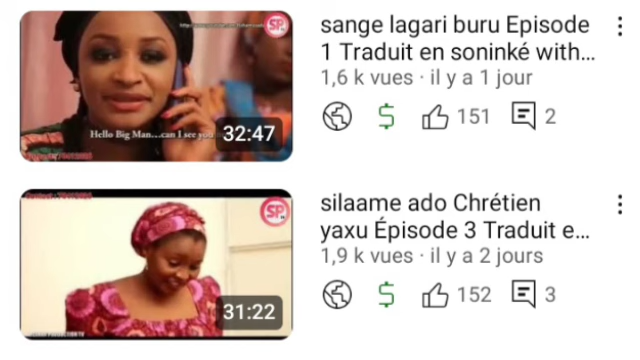 SP
Hello Big Man...can I see you
32:47
sange lagari buru Episode
1 Traduit en soninké with...
1,6 k vues · il y a 1 jour
151
2
SP
31:22
silaame ado Chrétien
yaxu Épisode 3 Traduit e...
1,9 k vues · il y a 2 jours
152
3